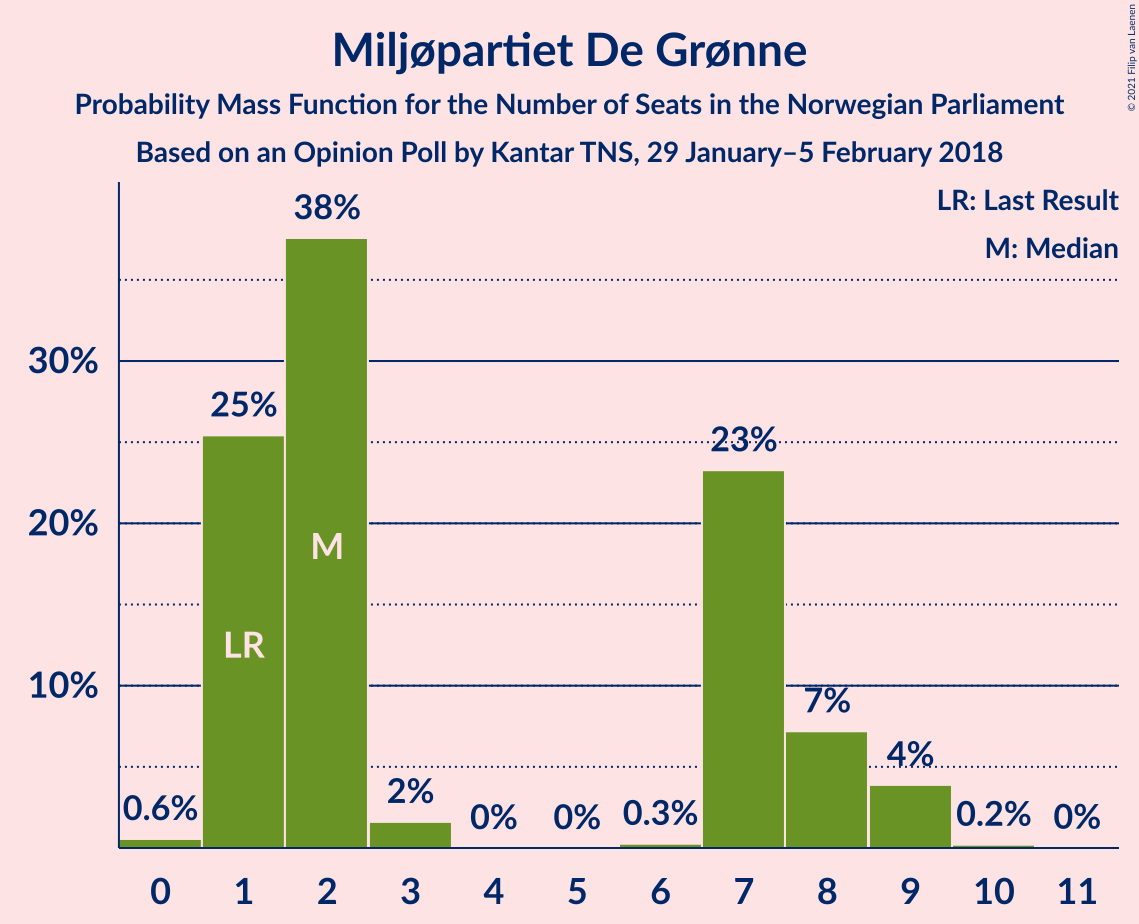 Miljøpartiet De Grønne
Probability Mass Function for the Number of Seats in the Norwegian Parliament
Based on an Opinion Poll by Kantar TNS, 29 January–5 February 2018
© 2021 Filip van Laenen
LR: Last Result
M: Median
38%
30%
25%
23%
20%
M
LR
10%
7%
4%
2%
0.6%
0%
0%
0.3%
0.2%
0%
0 1 2 3 4 5 6 7 8 9 10 11